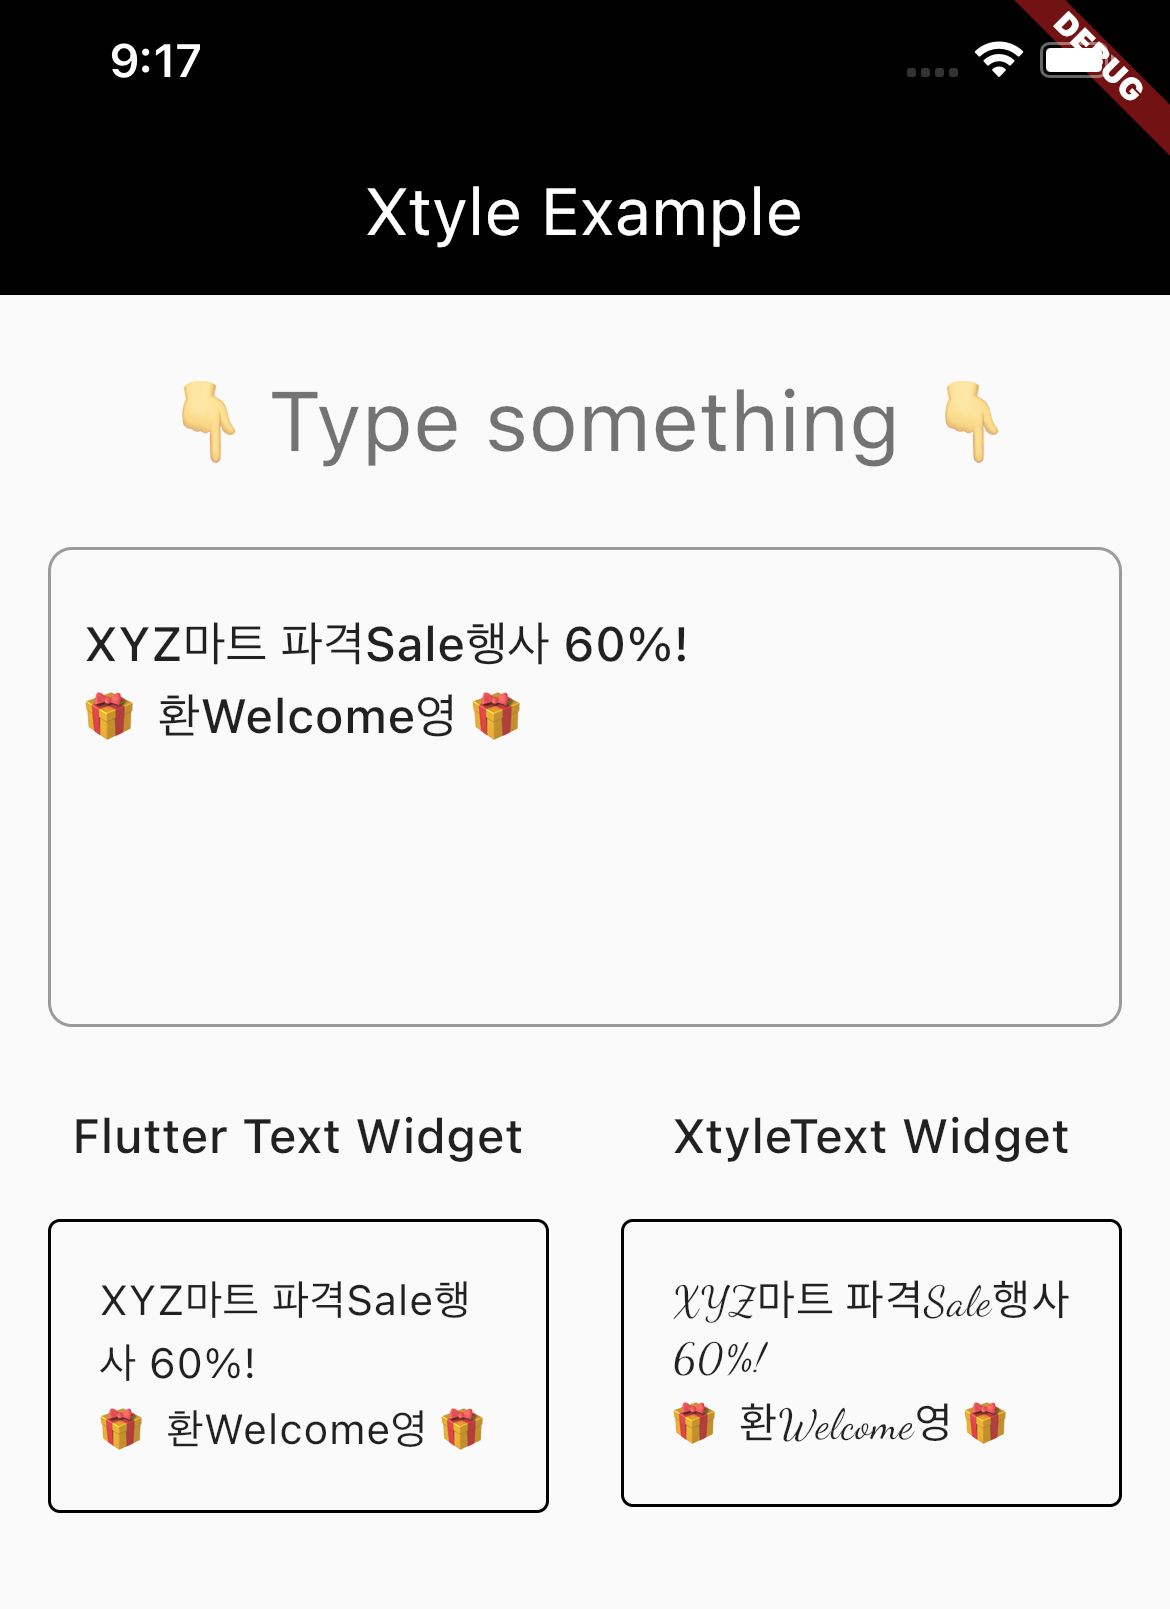 9:17
DEBUG
Xtyle Example
👇 Type something 👇
XYZ마트 파격Sale행사 60%!
🎁 환Welcome영 🎁
Flutter Text Widget
XYZ마트 파격Sale행
사 60%!
🎁 환Welcome영 🎁
XtyleText Widget
XYZ마트 파격Sale행사
60%!
🎁 환Welcome영 🎁